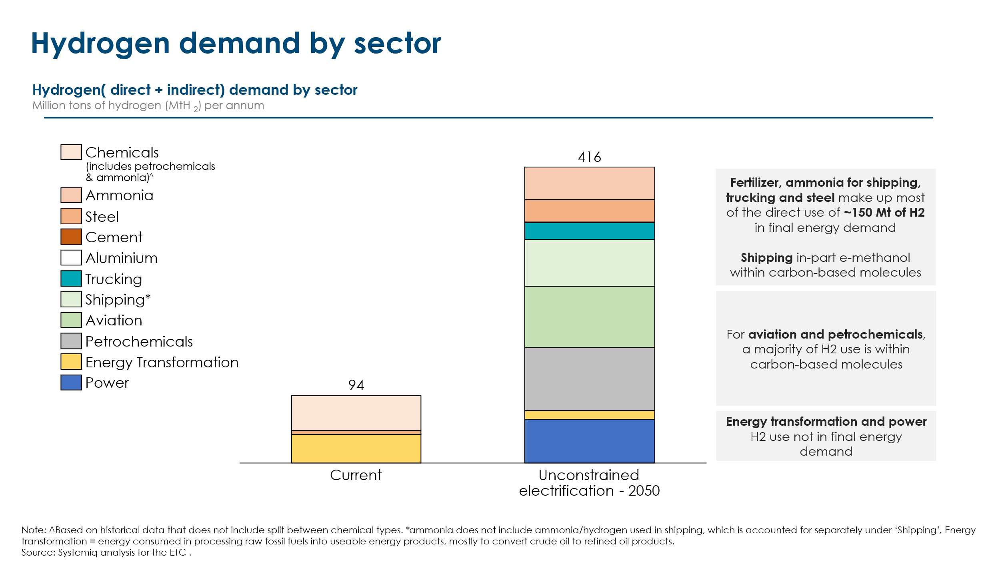 Hydrogen demand by sector
Hydrogen( direct + indirect) demand by sector
Million tons of hydrogen (MtH 2) per annum
Chemicals
(includes petrochemicals
& ammonia)^
Ammonia
Steel
Cement
Aluminium
Trucking
Shipping*
Aviation
Petrochemicals
Energy Transformation
Power
94
Current
416
Unconstrained
electrification - 2050
Fertilizer, ammonia for shipping,
trucking and steel make up most
of the direct use of ~150 Mt of H2
in final energy demand
Shipping in-part e-methanol
within carbon-based molecules
For aviation and petrochemicals,
a majority of H2 use is within
carbon-based molecules
Energy transformation and power
H2 use not in final energy
demand
Note: ^Based on historical data that does not include split between chemical types. *ammonia does not include ammonia/hydrogen used in shipping, which is accounted for separately under ‘Shipping’, Energy
transformation = energy consumed in processing raw fossil fuels into useable energy products, mostly to convert crude oil to refined oil products.
Source: Systemiq analysis for the ETC .